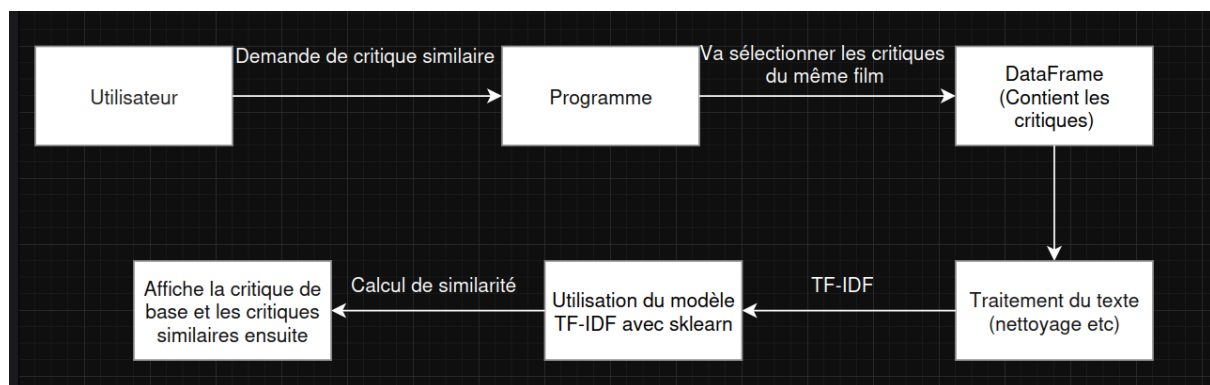 Utilisateur
Demande de critique similaire
Programme
Va sélectionner les critiques
du même film
DataFrame
(Contient les
critiques)
Traitement du texte
(nettoyage etc)
TF-IDF
Utilisation du modèle
TF-IDF avec sklearn
Calcul de similarité
Affiche la critique de
base et les critiques
similaires ensuite